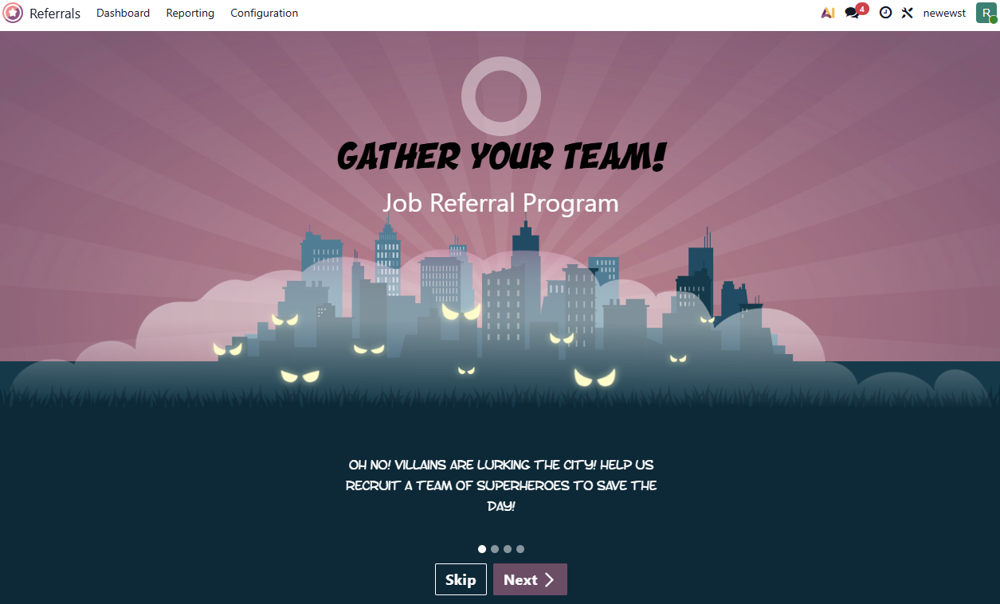 Referrals Dashboard Reporting Configuration AI 4 newewst R
GATHER YOUR TEAM!
Job Referral Program
OH NO! VILLAINS ARE LURKING THE CITY! HELP US
RECRUIT A TEAM OF SUPERHEROES TO SAVE THE
DAY!
Skip Next